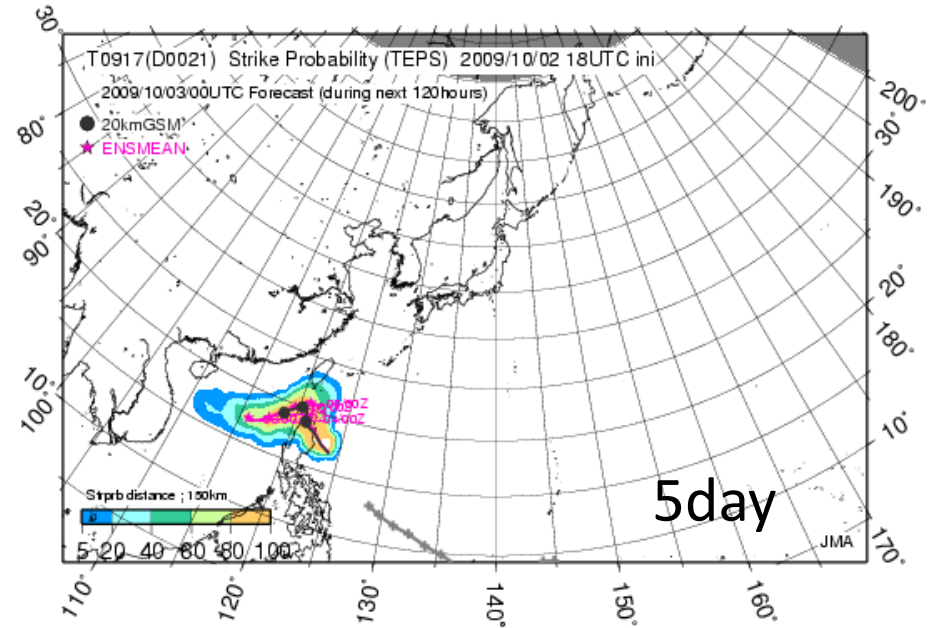 T0917(D0021) Strike Probability (TEPS) 2009/10/02 18UTC ini
2009/10/03/00UTC Forecast (during next 120hours)
20kmGSM
ENSMEAN
30°
80°
20°
90°
10°
100°
200°
30°
190°
20°
180°
10°
170°
Strprb distance ; 150km
5 20 40 60 80 100
5day
JMA
110°
120°
130°
140°
150°
160°